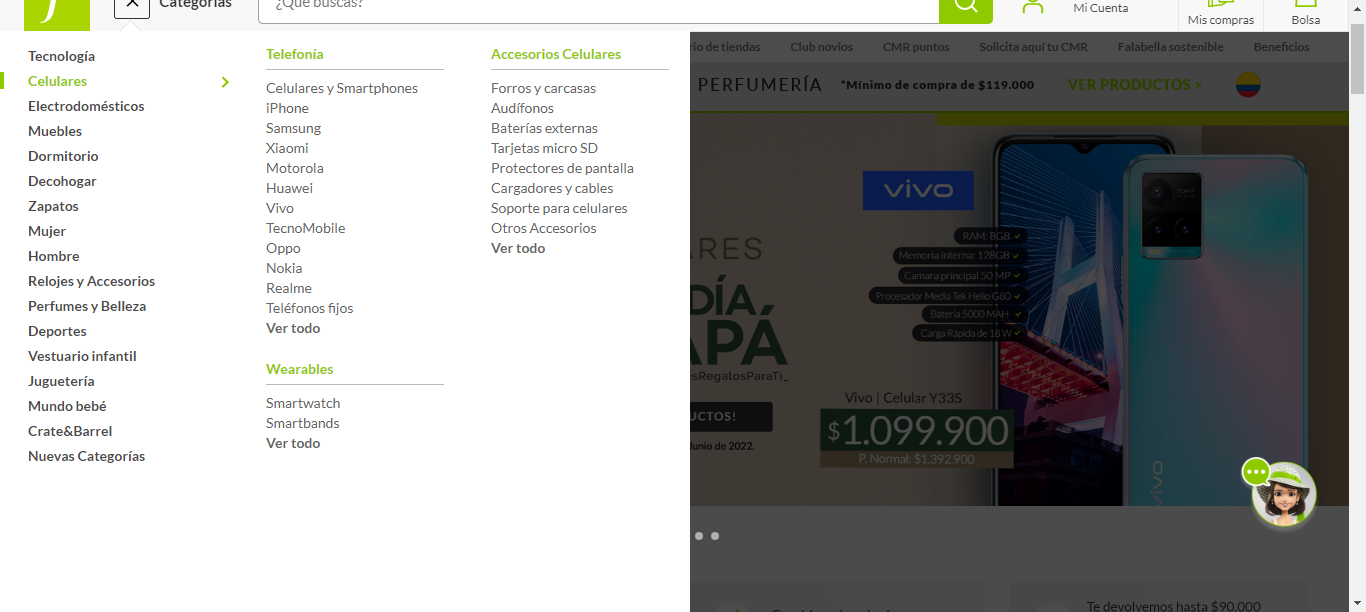 Categorías
¿Qué buscas?
Mi Cuenta
Mis compras
Bolsa
Tecnología
Celulares
Electrodomésticos
Muebles
Dormitorio
Decohogar
Zapatos
Mujer
Hombre
Relojes y Accesorios
Perfumes y Belleza
Deportes
Vestuario infantil
Juguetería
Mundo bebé
Crate&Barrel
Nuevas Categorías
Telefonía
Celulares y Smartphones
iPhone
Samsung
Xiaomi
Motorola
Huawei
Vivo
TecnoMobile
Oppo
Nokia
Realme
Teléfonos fijos
Ver todo
Wearables
Smartwatch
Smartbands
Ver todo
Accesorios Celulares
Forros y carcasas
Audífonos
Baterías externas
Tarjetas micro SD
Protectores de pantalla
Cargadores y cables
Soporte para celulares
Otros Accesorios
Ver todo
de tiendas
Club novios
CMR puntos
Solicita aquí tu CMR
Falabella sostenible
Beneficios
PERFUMERÍA
*Mínimo de compra de $119.000
VER PRODUCTOS >
vivo
RAM: 8GB
Memoria interna: 128GB
Camara principal 50 MP
Procesador Media Tek Helio G80
Batería 5000 MAH
Carga Rápida de 18 W
DÍA
esRegalosParaTi_
Vivo | Celular Y33S
$1.099.900
P. Normal: $1.392.900
Junio de 2022.
vivo
Te devolvemos hasta $90.000